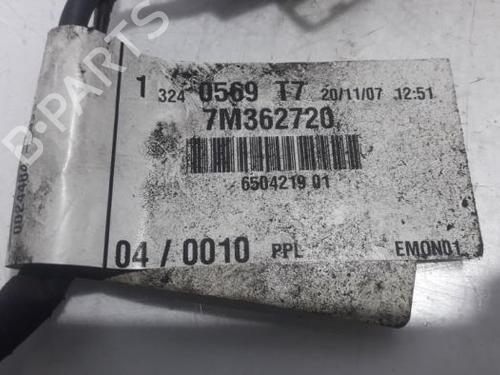 1 324 0569 T7 20/11/07 12:51
7M362720
6504219 01
04 / 0010 PPL EMON01
B-PARTS